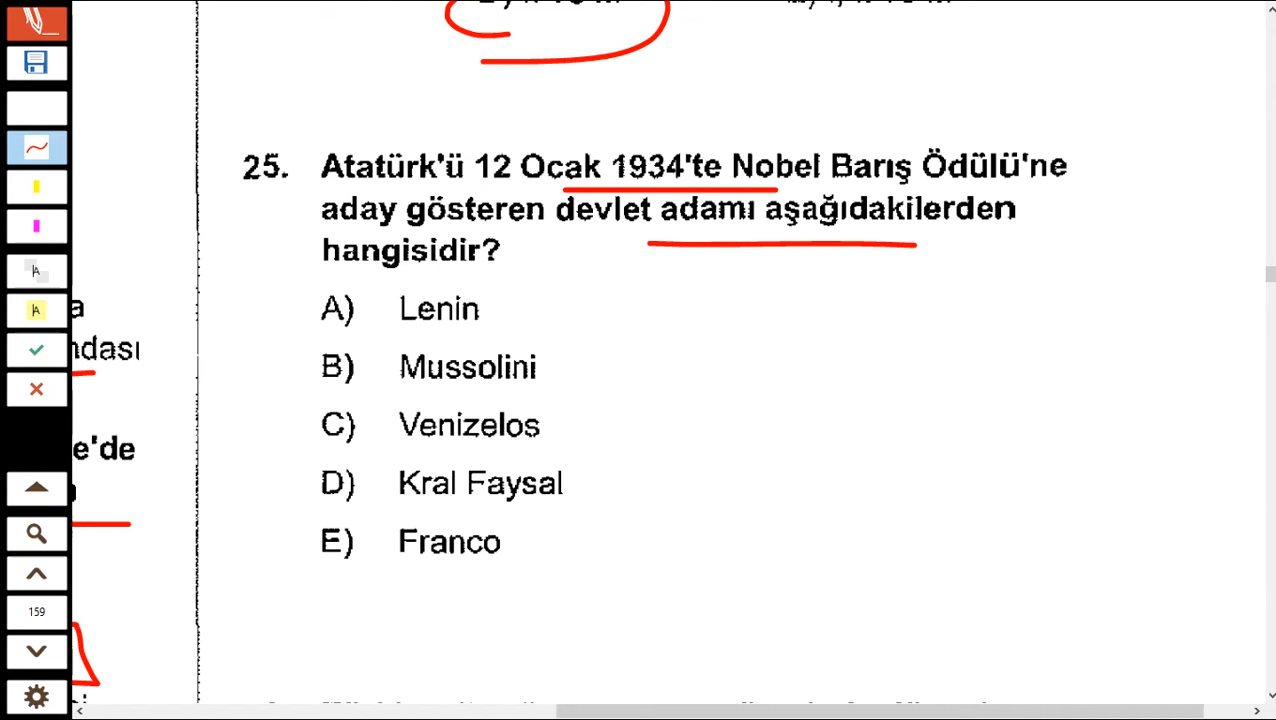 25. Atatürk'ü 12 Ocak 1934'te Nobel Barış Ödülü'ne
aday gösteren devlet adamı aşağıdakilerden
hangisidir?
A) Lenin
B) Mussolini
C) Venizelos
D) Kral Faysal
E) Franco
a
ndası
e'de
159